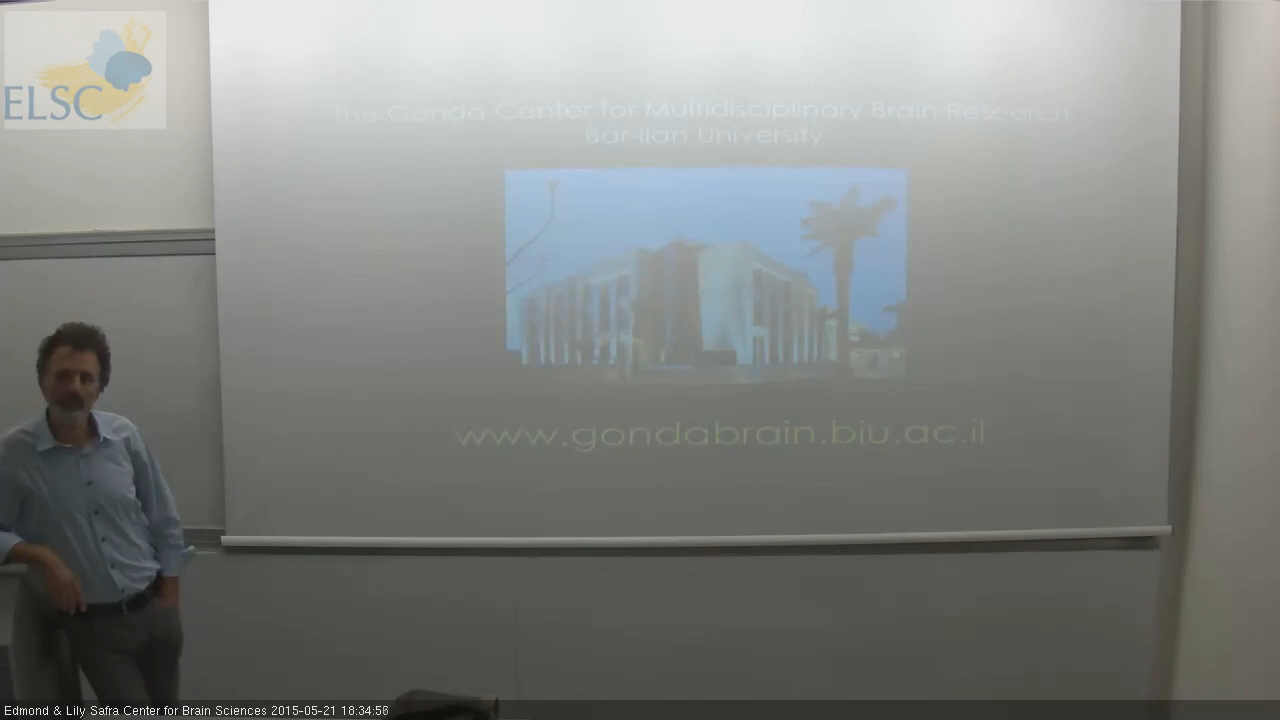 ELSC
the Gonda Center for Multidisciplinary Brain Research
Bar-Ilan University
www.gondabrain.biu.ac.il
Edmond & Lily Safra Center for Brain Sciences 2015-05-21 18:34:56